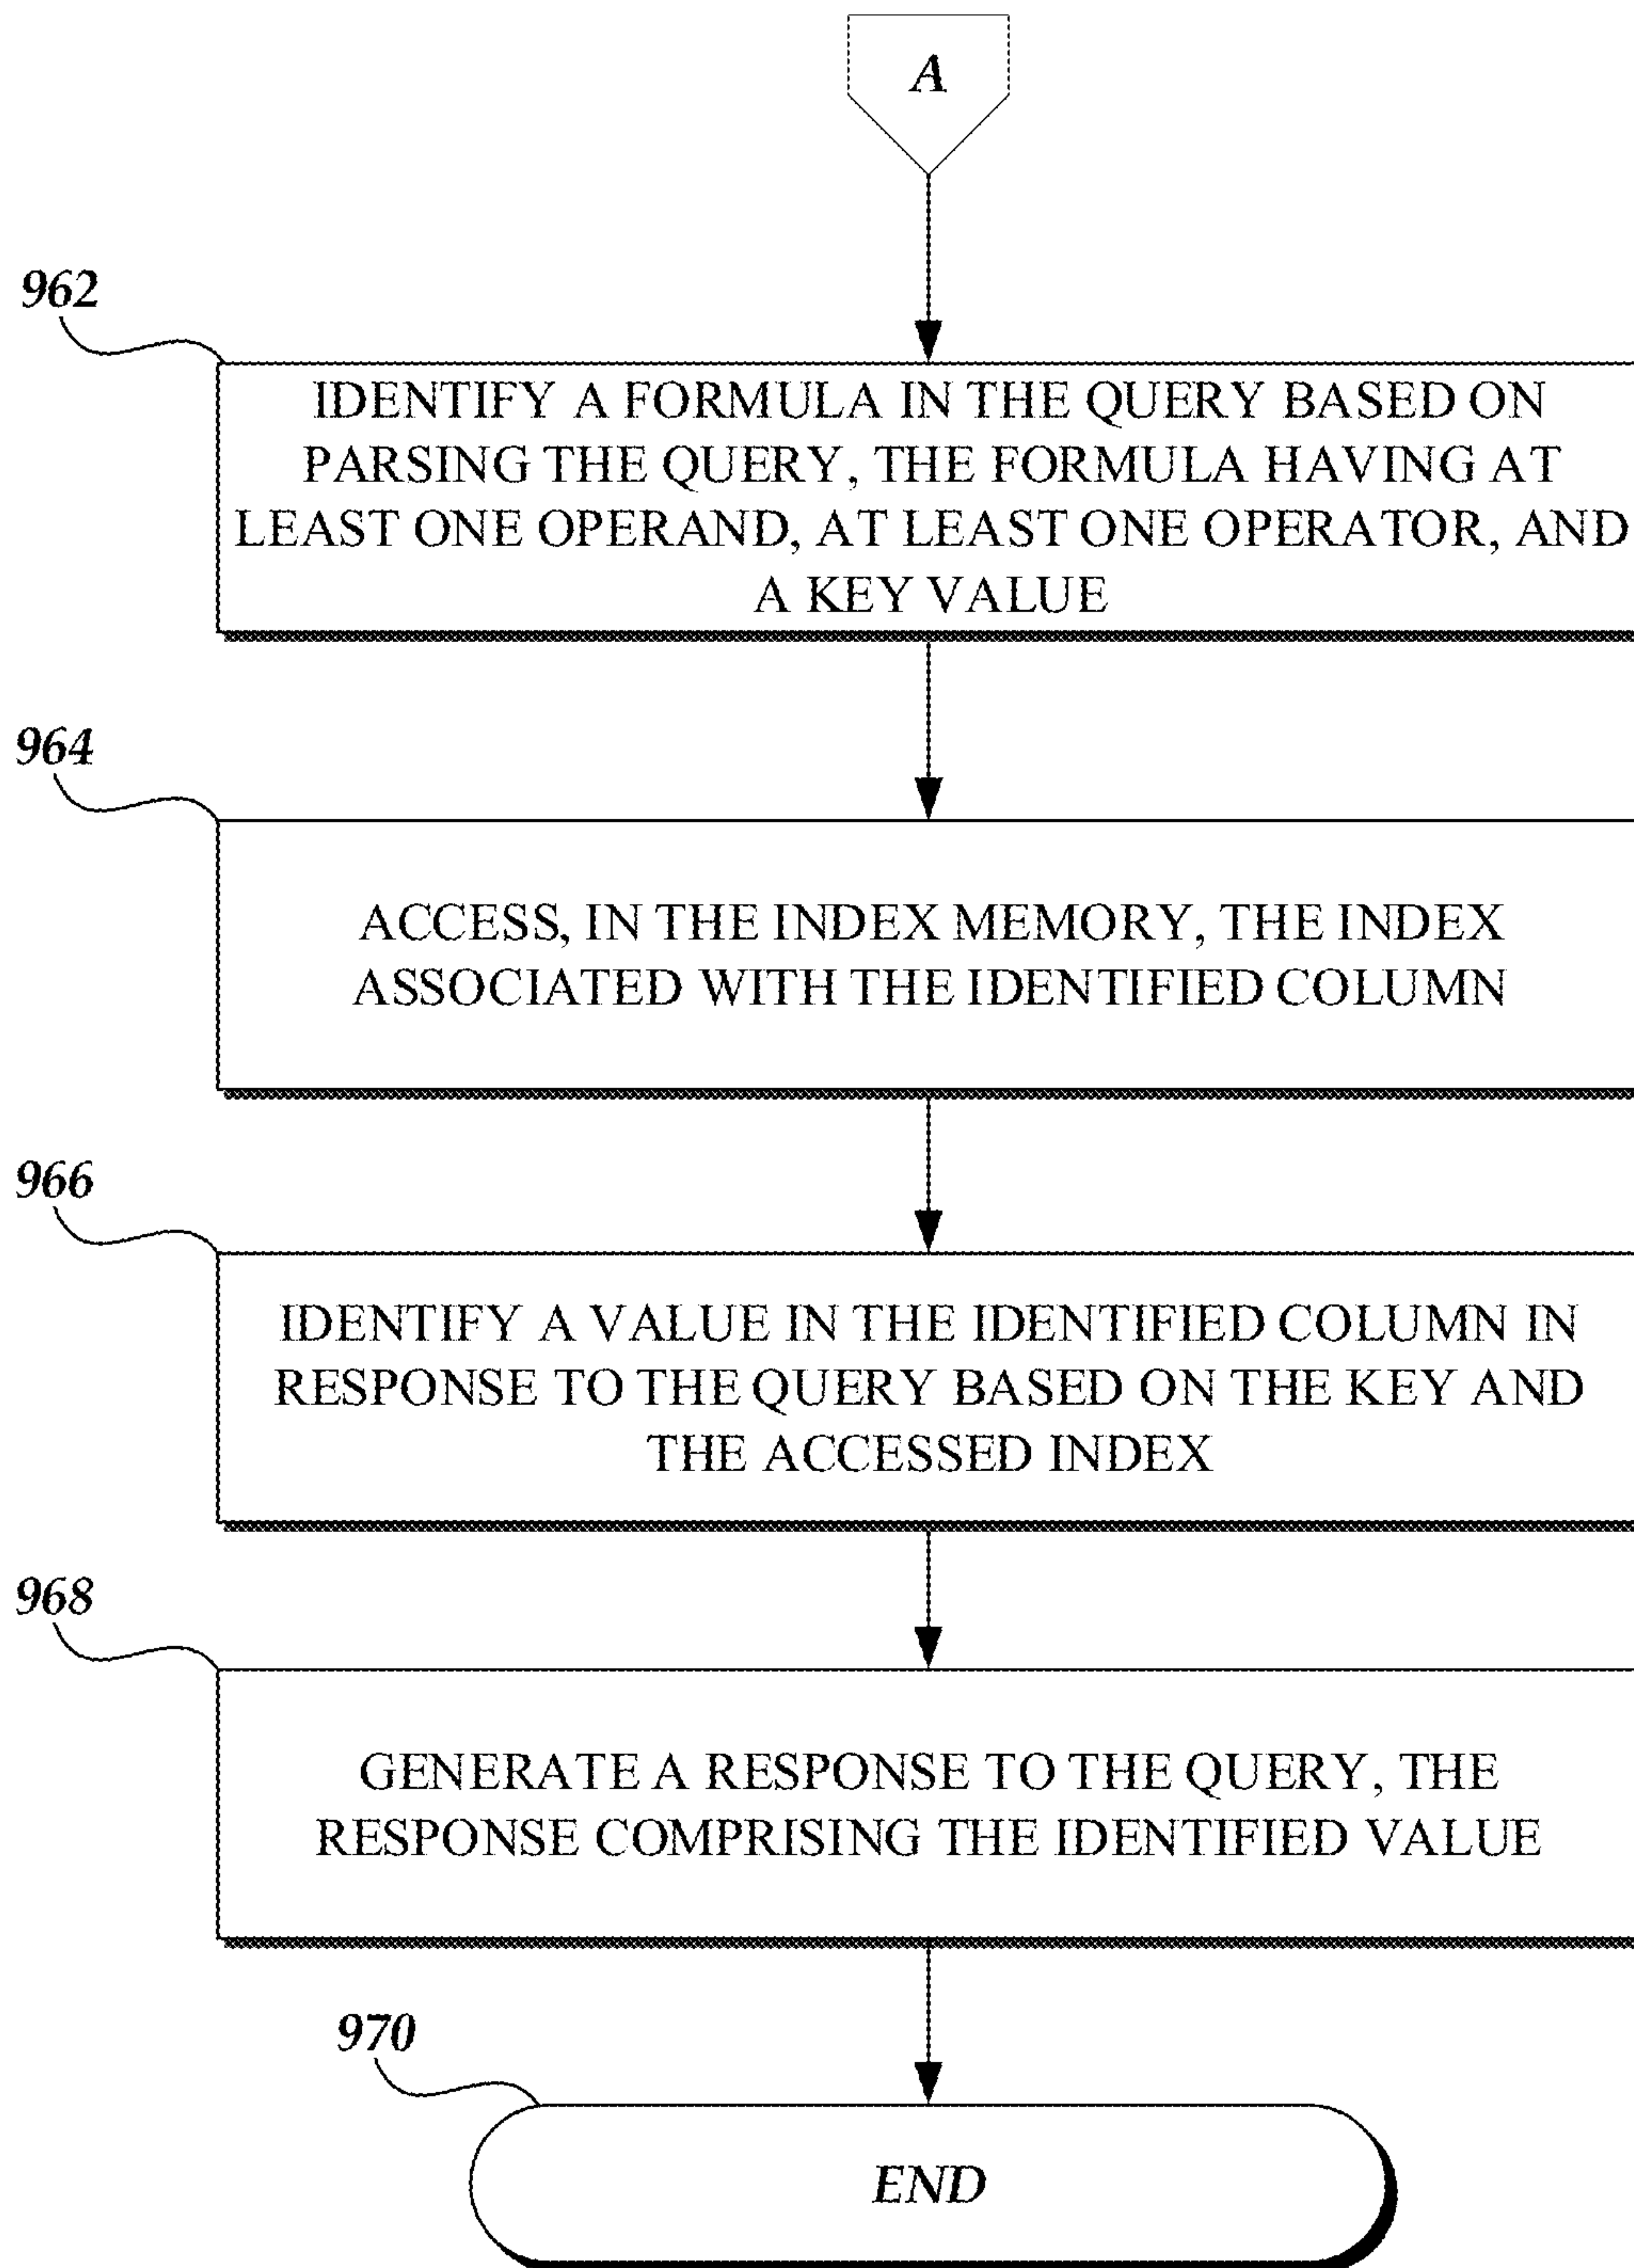 A
962
IDENTIFY A FORMULA IN THE QUERY BASED ON
PARSING THE QUERY, THE FORMULA HAVING AT
LEAST ONE OPERAND, AT LEAST ONE OPERATOR, AND
A KEY VALUE
964
ACCESS, IN THE INDEX MEMORY, THE INDEX
ASSOCIATED WITH THE IDENTIFIED COLUMN
966
IDENTIFY A VALUE IN THE IDENTIFIED COLUMN IN
RESPONSE TO THE QUERY BASED ON THE KEY AND
THE ACCESSED INDEX
968
GENERATE A RESPONSE TO THE QUERY, THE
RESPONSE COMPRISING THE IDENTIFIED VALUE
970
END